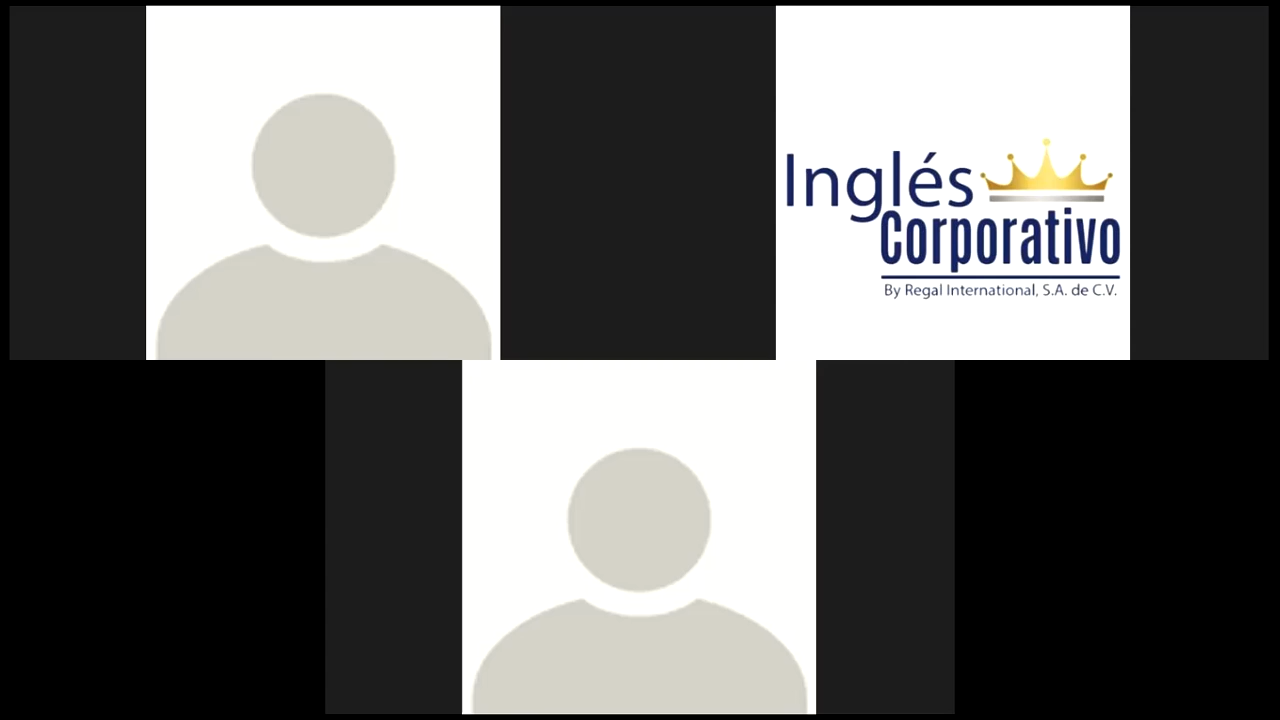 Inglés
Corporativo
By Regal International, S.A. de C.V.